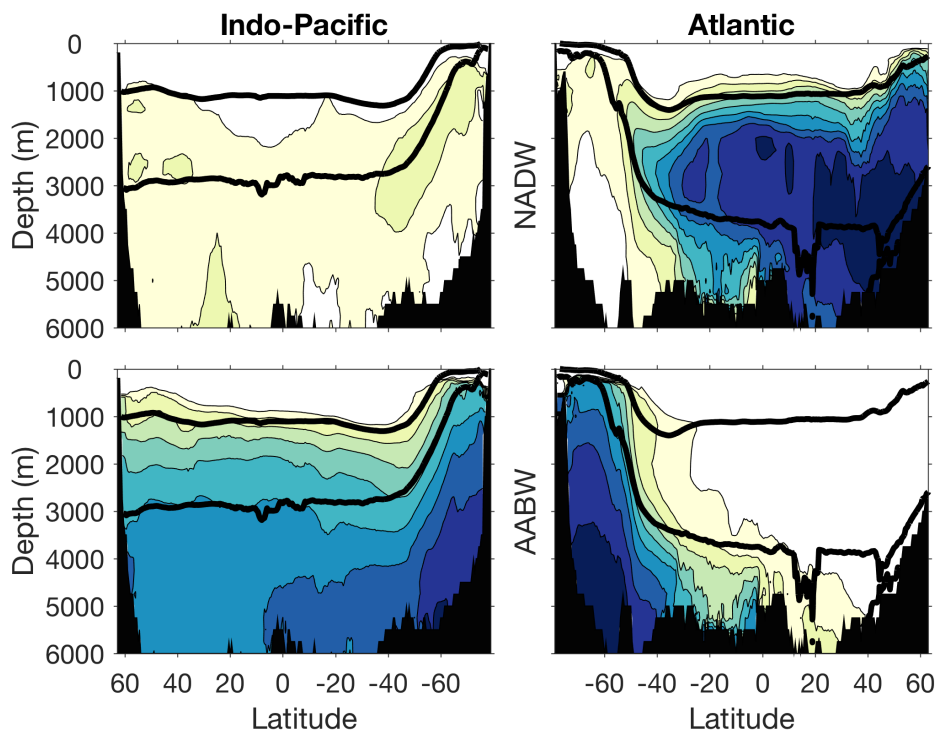 Indo-Pacific Atlantic
0
1000
2000
3000
4000
5000
6000
Depth (m)
NADW
0
1000
2000
3000
4000
5000
6000
Depth (m)
AABW
60 40 20 0 -20 -40 -60
-60 -40 -20 0 20 40 60
Latitude Latitude